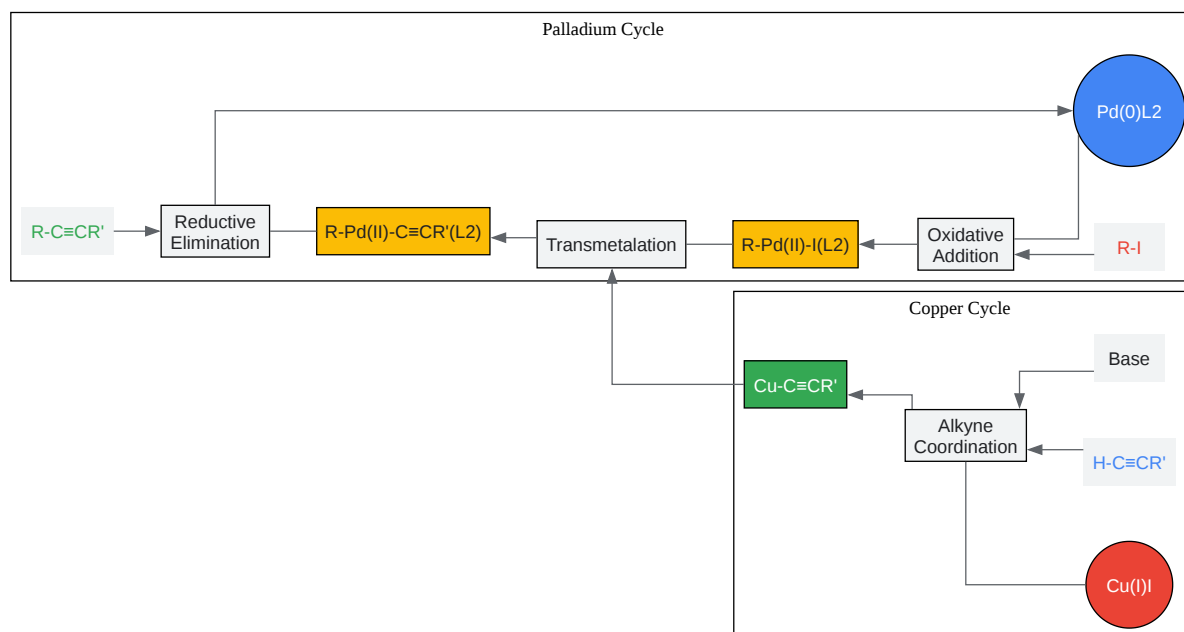 Palladium Cycle
Pd(0)L2
R-C≡CR'
Reductive
Elimination
R-Pd(II)-C≡CR'(L2)
Transmetalation
R-Pd(II)-I(L2)
Oxidative
Addition
R-I
Copper Cycle
Cu-C≡CR'
Base
Alkyne
Coordination
H-C≡CR'
Cu(I)I